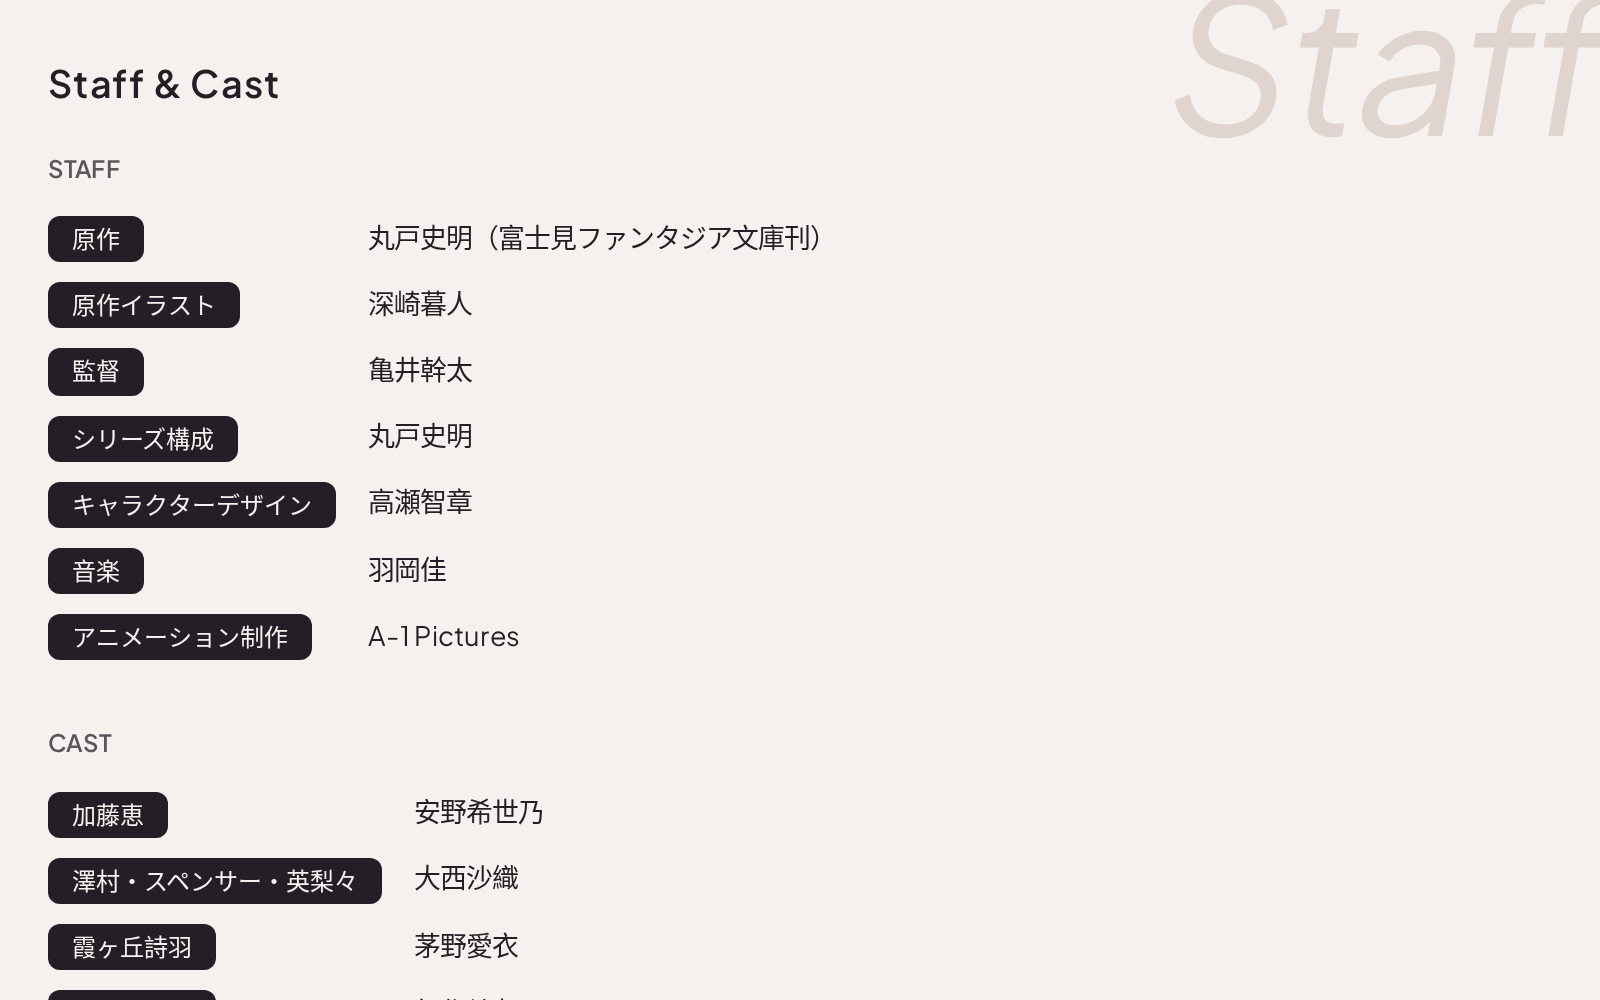 Staff
Staff & Cast
STAFF
原作 丸戸史明（富士見ファンタジア文庫刊）
原作イラスト 深崎暮人
監督 亀井幹太
シリーズ構成 丸戸史明
キャラクターデザイン 高瀬智章
音楽 羽岡佳
アニメーション制作 A-1 Pictures
CAST
加藤恵 安野希世乃
澤村・スペンサー・英梨々 大西沙織
霞ヶ丘詩羽 茅野愛衣